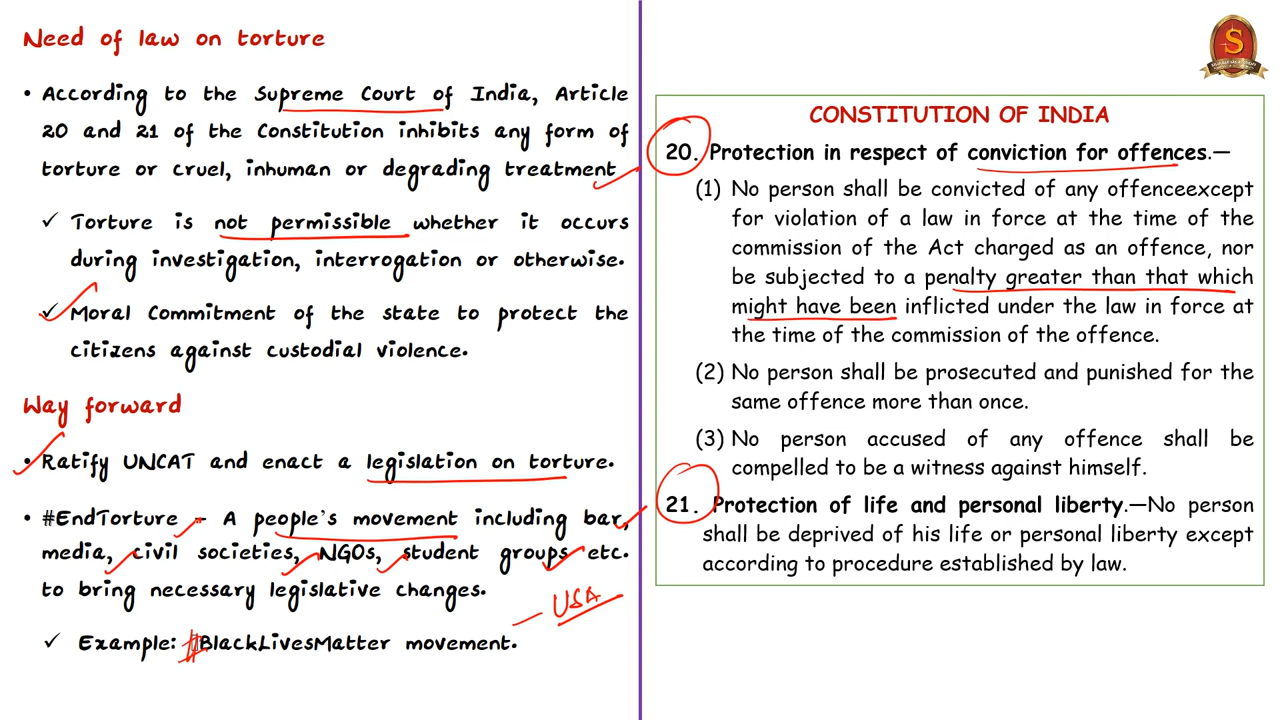 Need of law on torture
• According to the Supreme Court of India, Article
20 and 21 of the Constitution inhibits any form of
torture or cruel, inhuman or degrading treatment
✓ Torture is not permissible whether it occurs
during investigation, interrogation or otherwise.
✓ Moral Commitment of the state to protect the
citizens against custodial violence.
Way forward
• Ratify UNCAT and enact a legislation on torture.
• #EndTorture - A people's movement including bar,
media, civil societies, NGOs, student groups etc.
to bring necessary legislative changes.
- USA
✓ Example: #BlackLivesMatter movement.
S
CONSTITUTION OF INDIA
20. Protection in respect of conviction for offences.—
(1) No person shall be convicted of any offenceexcept
for violation of a law in force at the time of the
commission of the Act charged as an offence, nor
be subjected to a penalty greater than that which
might have been inflicted under the law in force at
the time of the commission of the offence.
(2) No person shall be prosecuted and punished for the
same offence more than once.
(3) No person accused of any offence shall be
compelled to be a witness against himself.
21. Protection of life and personal liberty.—No person
shall be deprived of his life or personal liberty except
according to procedure established by law.